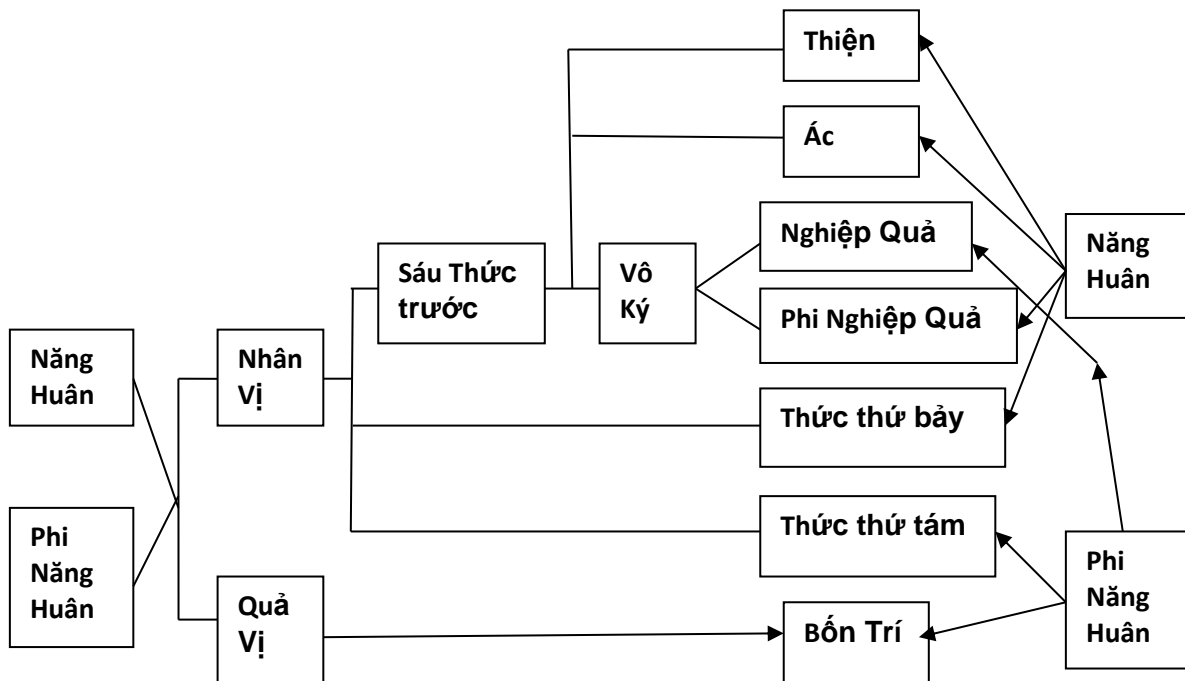 Thiện
Ác
Nghiệp Quả
Năng
Huân
Sáu Thức
trước
Vô
Ký
Phi Nghiệp Quả
Năng
Huân
Nhân
Vị
Thức thứ bảy
Thức thứ tám
Phi
Năng
Huân
Phi
Năng
Huân
Quả
Vị
Bốn Trí